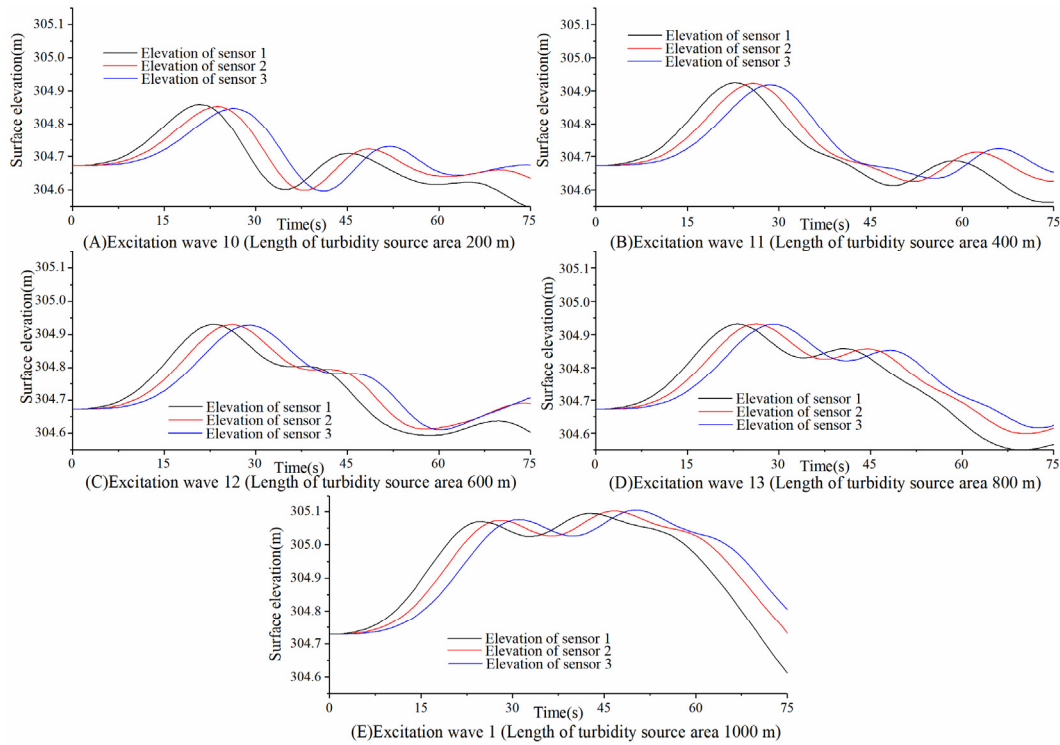 305.1
305.0
304.9
304.8
304.7
304.6
Surface elevation(m)
Elevation of sensor 1
Elevation of sensor 2
Elevation of sensor 3
0 15 30 45 60 75
Time(s)
(A)Excitation wave 10 (Length of turbidity source area 200 m)
305.1
305.0
304.9
304.8
304.7
304.6
Surface elevation(m)
Elevation of sensor 1
Elevation of sensor 2
Elevation of sensor 3
0 15 30 45 60 75
Time(s)
(B)Excitation wave 11 (Length of turbidity source area 400 m)
305.1
305.0
304.9
304.8
304.7
304.6
Surface elevation(m)
Elevation of sensor 1
Elevation of sensor 2
Elevation of sensor 3
0 15 30 45 60 75
Time(s)
(C)Excitation wave 12 (Length of turbidity source area 600 m)
305.1
305.0
304.9
304.8
304.7
304.6
Surface elevation(m)
Elevation of sensor 1
Elevation of sensor 2
Elevation of sensor 3
0 15 30 45 60 75
Time(s)
(D)Excitation wave 13 (Length of turbidity source area 800 m)
305.1
305.0
304.9
304.8
304.7
304.6
Surface elevation(m)
Elevation of sensor 1
Elevation of sensor 2
Elevation of sensor 3
0 15 30 45 60 75
Time(s)
(E)Excitation wave 1 (Length of turbidity source area 1000 m)